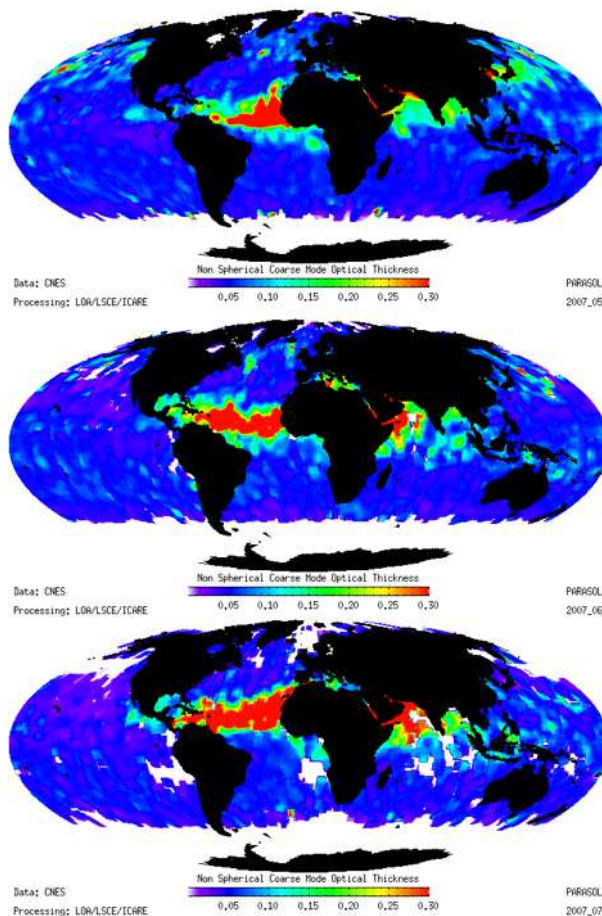 Non Spherical Coarse Mode Optical Thickness
Data: CNES
PARASOL
0.05 0.10 0.15 0.20 0.25 0.30
Processing: LOA/LSCE/ICARE
2007_05
Non Spherical Coarse Mode Optical Thickness
Data: CNES
PARASOL
0.05 0.10 0.15 0.20 0.25 0.30
Processing: LOA/LSCE/ICARE
2007_06
Non Spherical Coarse Mode Optical Thickness
Data: CNES
PARASOL
0.05 0.10 0.15 0.20 0.25 0.30
Processing: LOA/LSCE/ICARE
2007_07